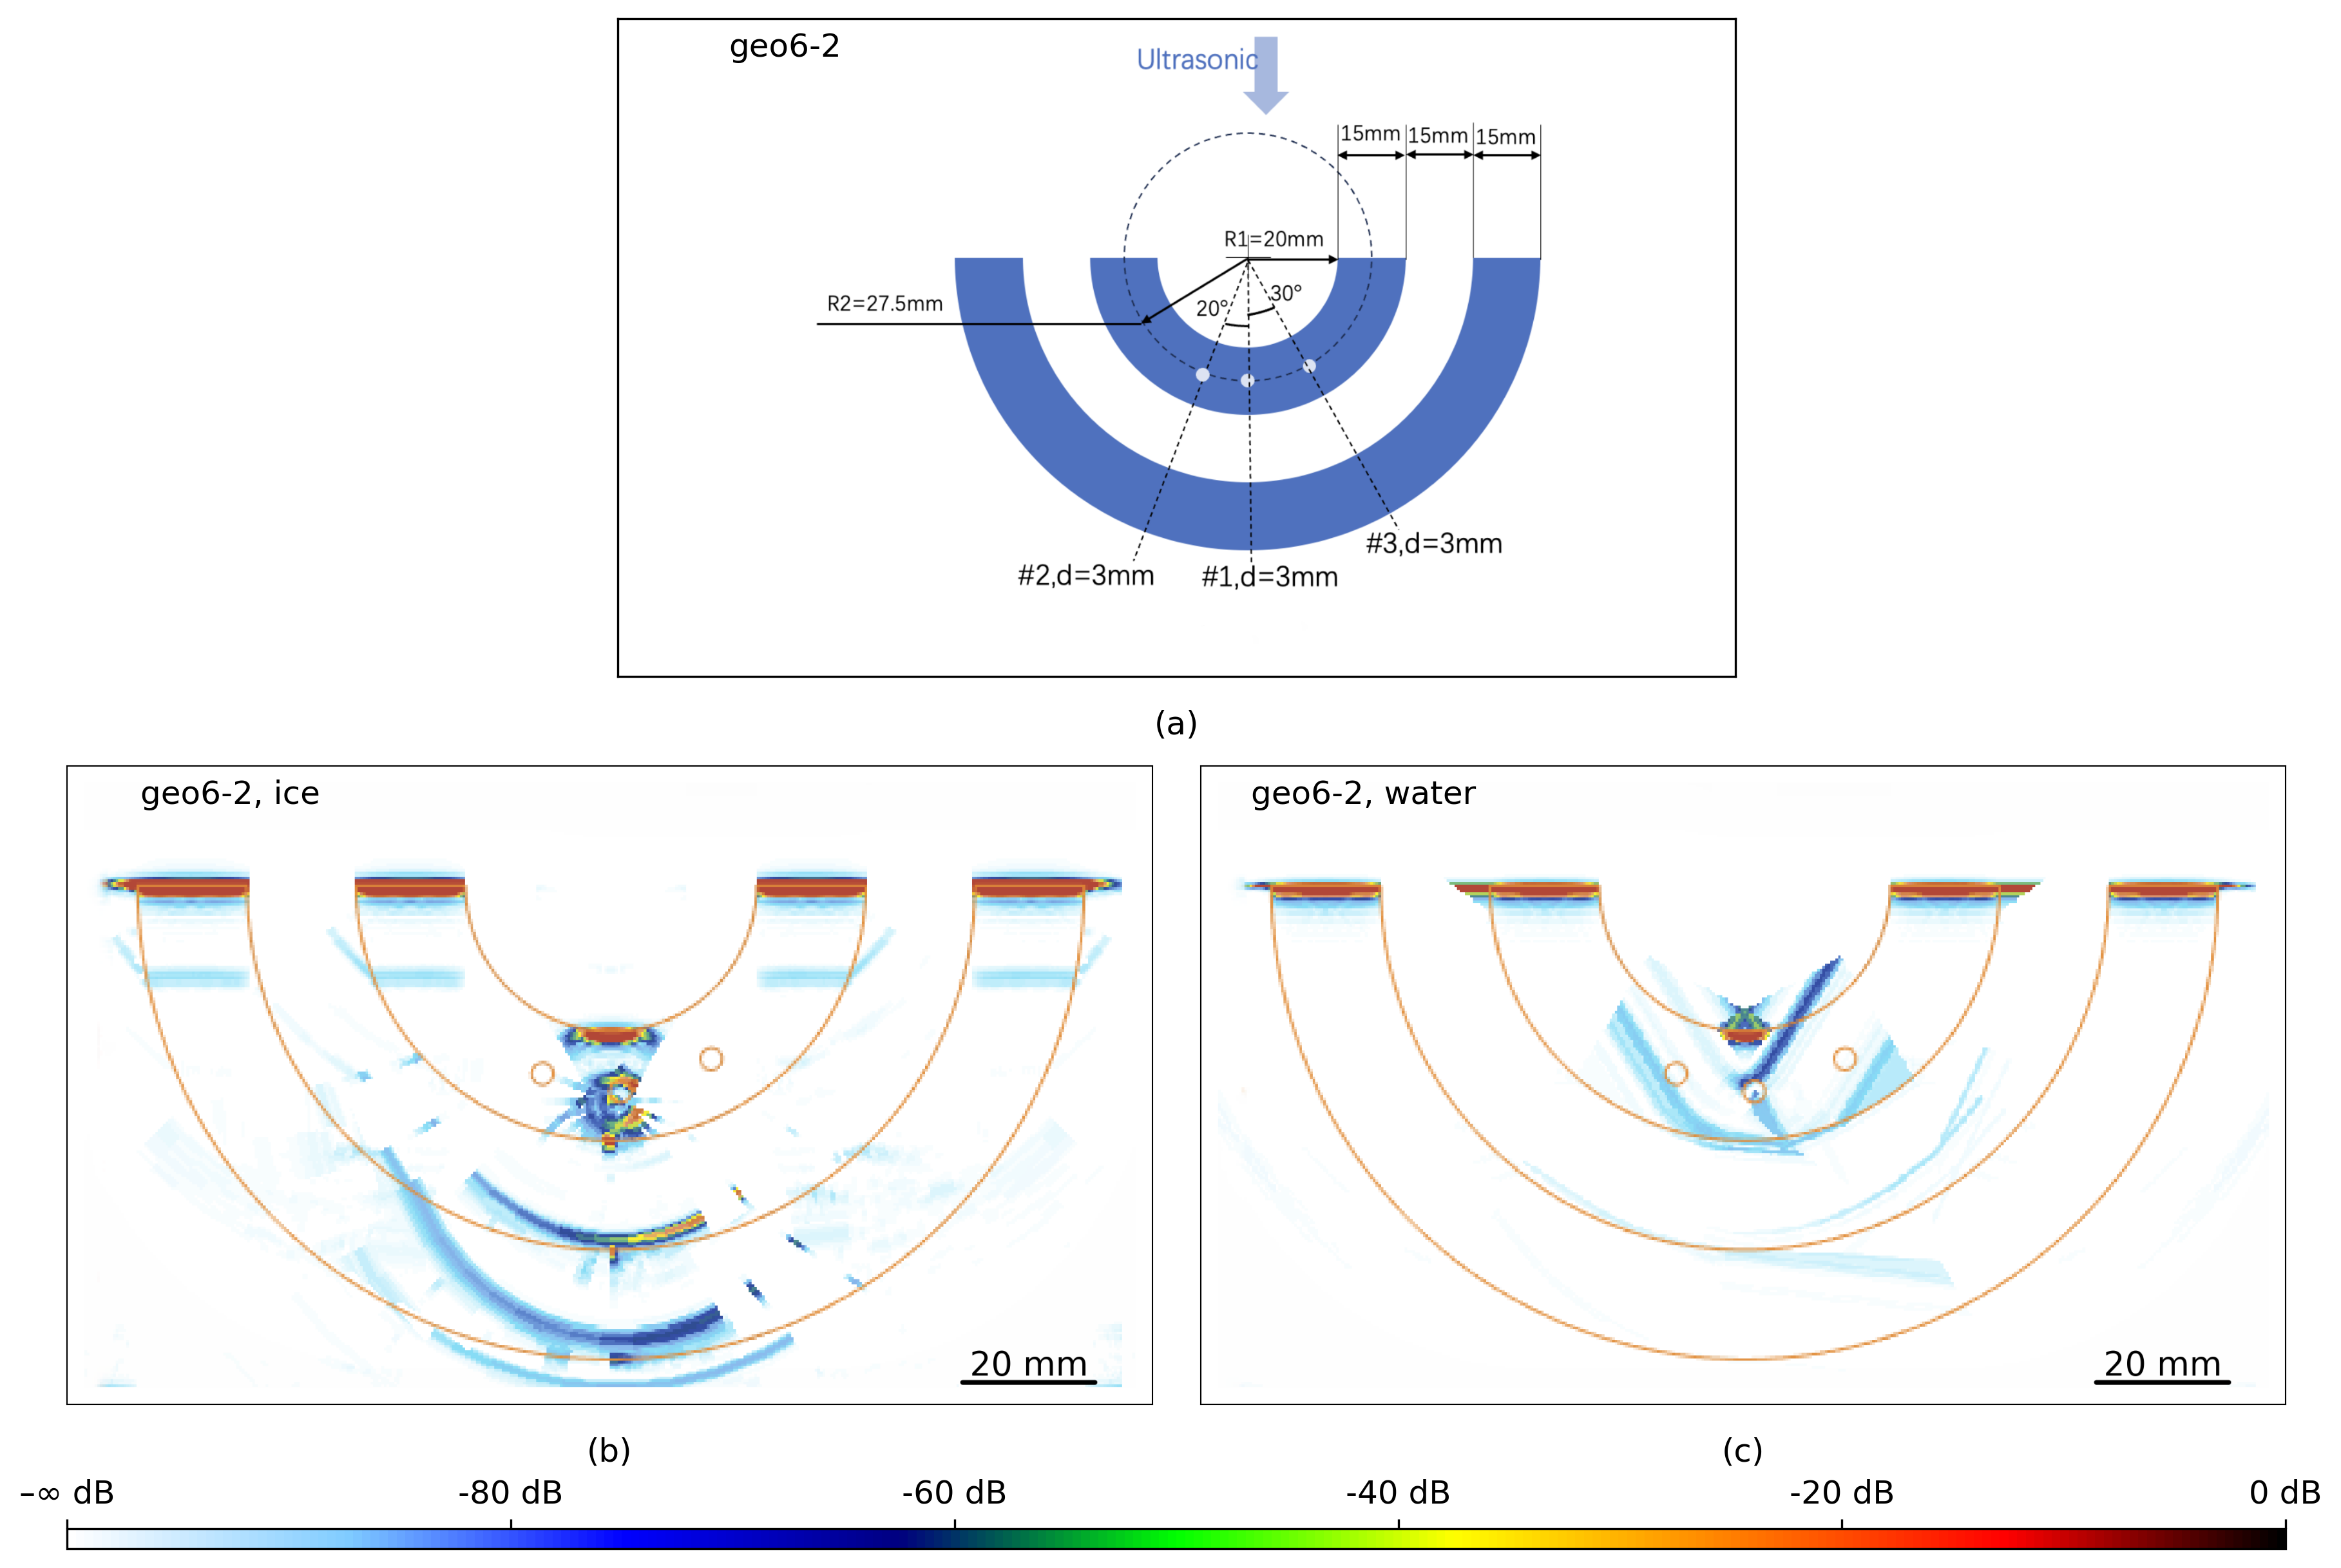 geo6-2
Ultrasonic
15mm 15mm 15mm
R1=20mm
R2=27.5mm
20° 30°
#2,d=3mm #1,d=3mm #3,d=3mm
(a)
geo6-2, ice
20 mm
geo6-2, water
20 mm
(b) (c)
–∞ dB -80 dB -60 dB -40 dB -20 dB 0 dB